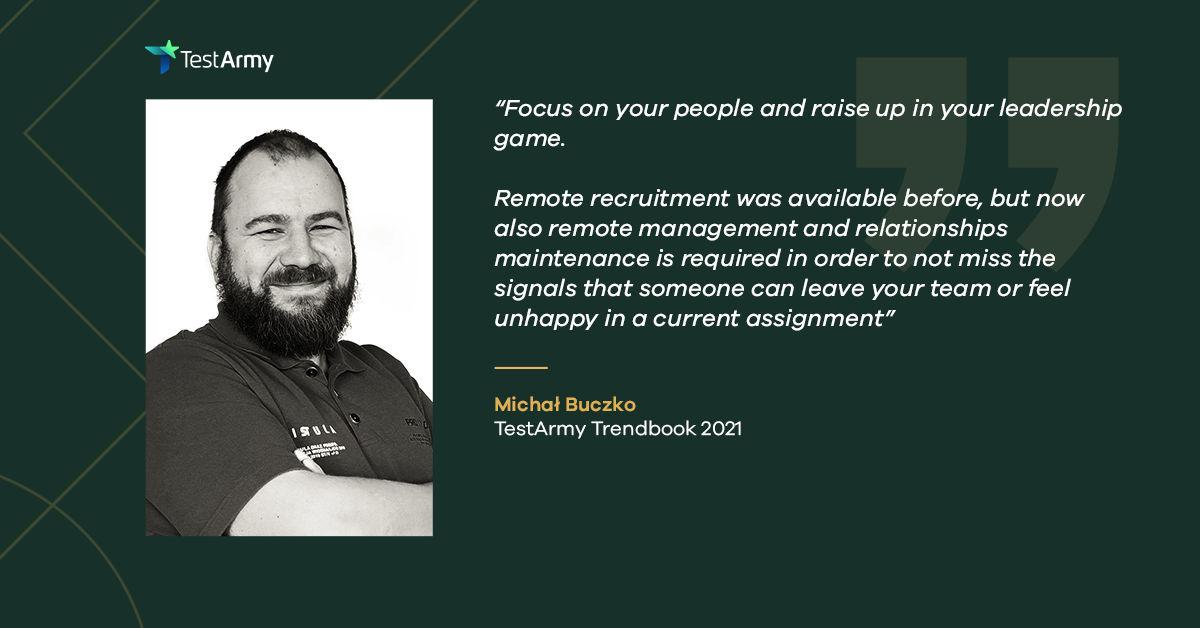 TestArmy
“Focus on your people and raise up in your leadership
game.
Remote recruitment was available before, but now
also remote management and relationships
maintenance is required in order to not miss the
signals that someone can leave your team or feel
unhappy in a current assignment”
Michał Buczko
TestArmy Trendbook 2021